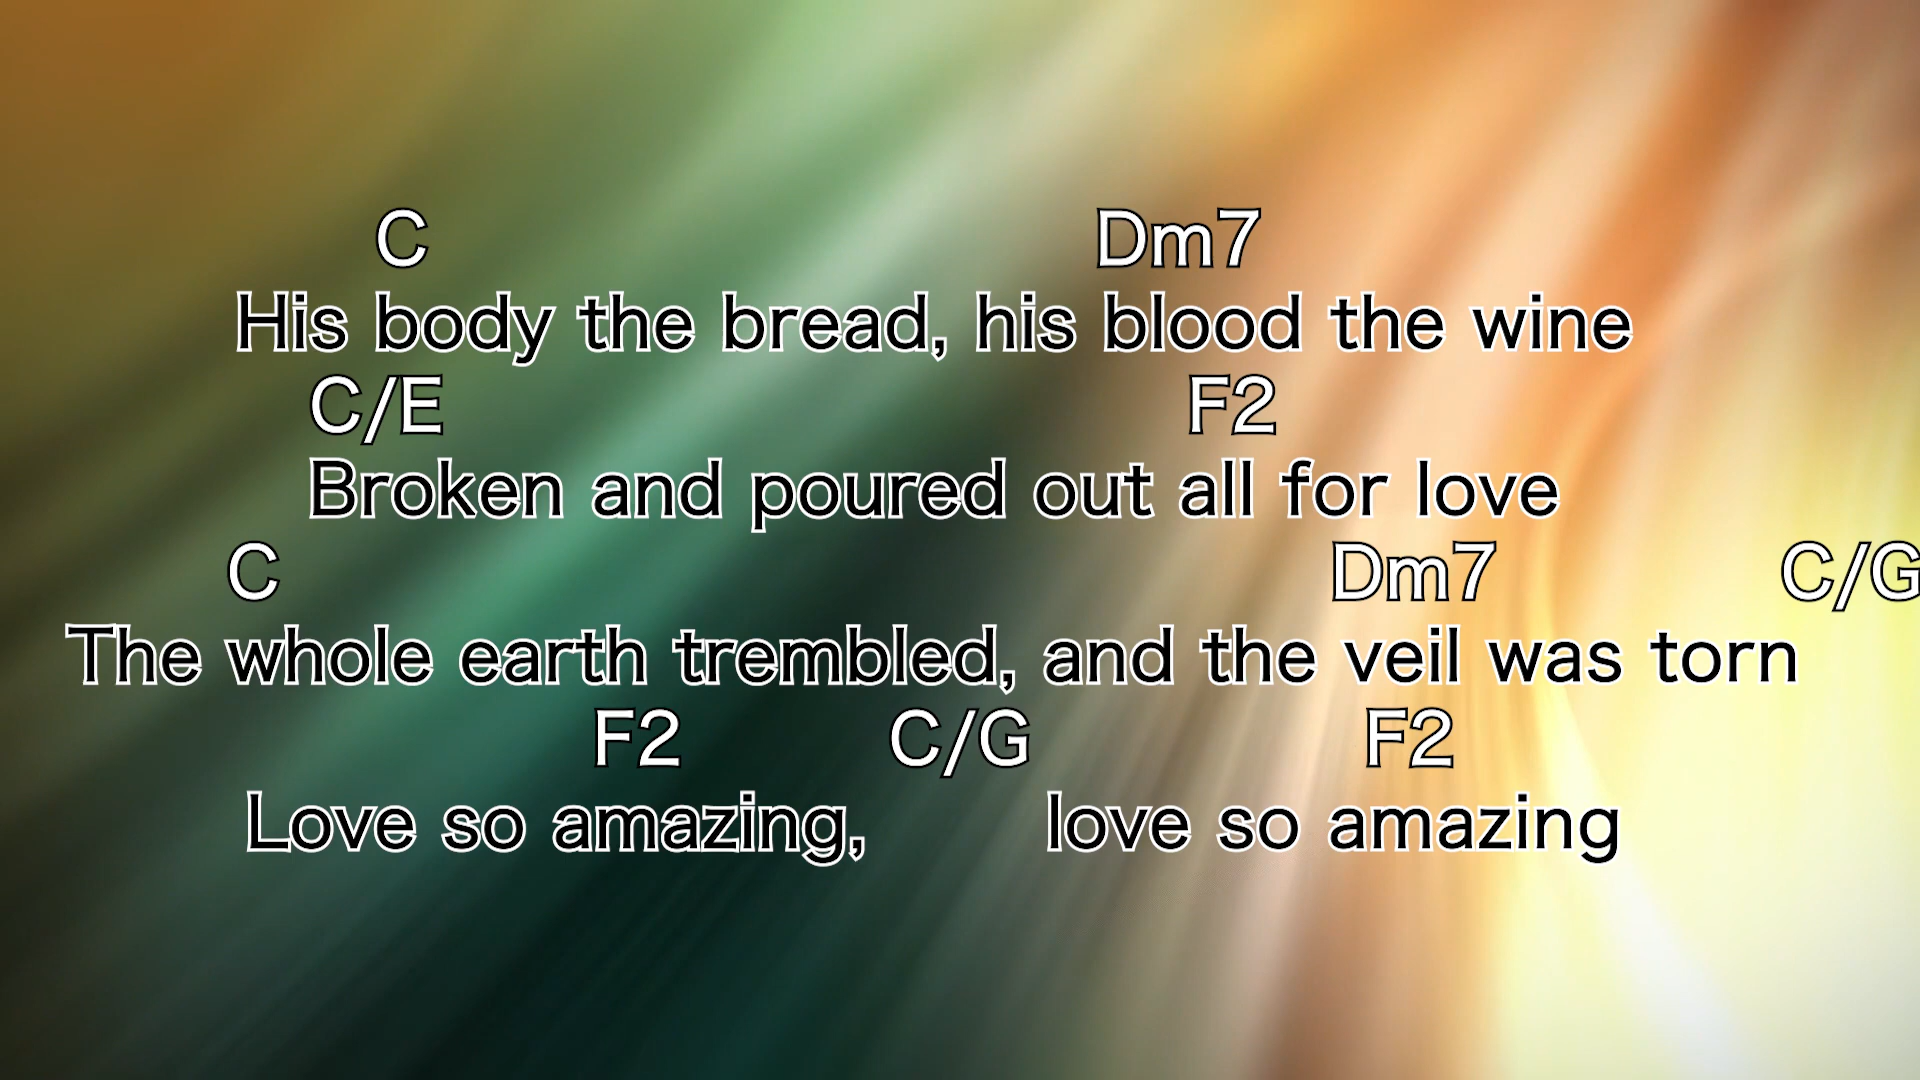 C Dm7
His body the bread, his blood the wine
C/E F2
Broken and poured out all for love
C Dm7 C/G
The whole earth trembled, and the veil was torn
F2 C/G F2
Love so amazing, love so amazing